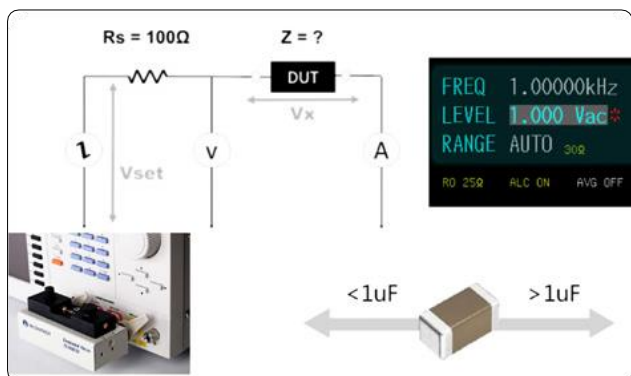 Rs = 100Ω
Z = ?
DUT
Vx
Vset
V
A
FREQ 1.00000kHz
LEVEL 1.000 Vac*
RANGE AUTO 30Ω
RO 25Ω ALC ON AVG OFF
<1uF
>1uF